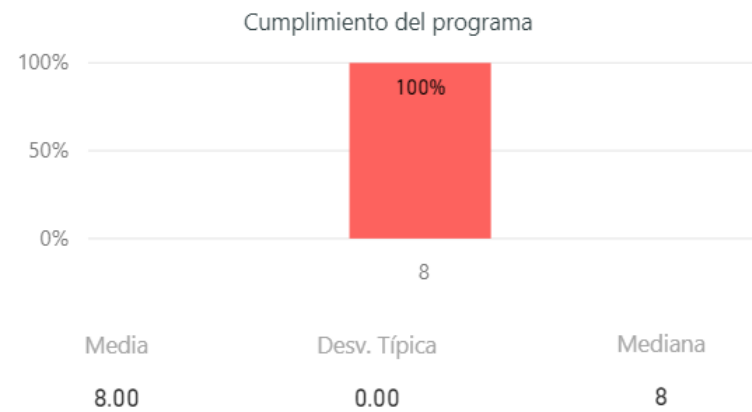 Cumplimiento del programa
100%
100%
50%
0%
8
Media Desv. Típica Mediana
8.00 0.00 8